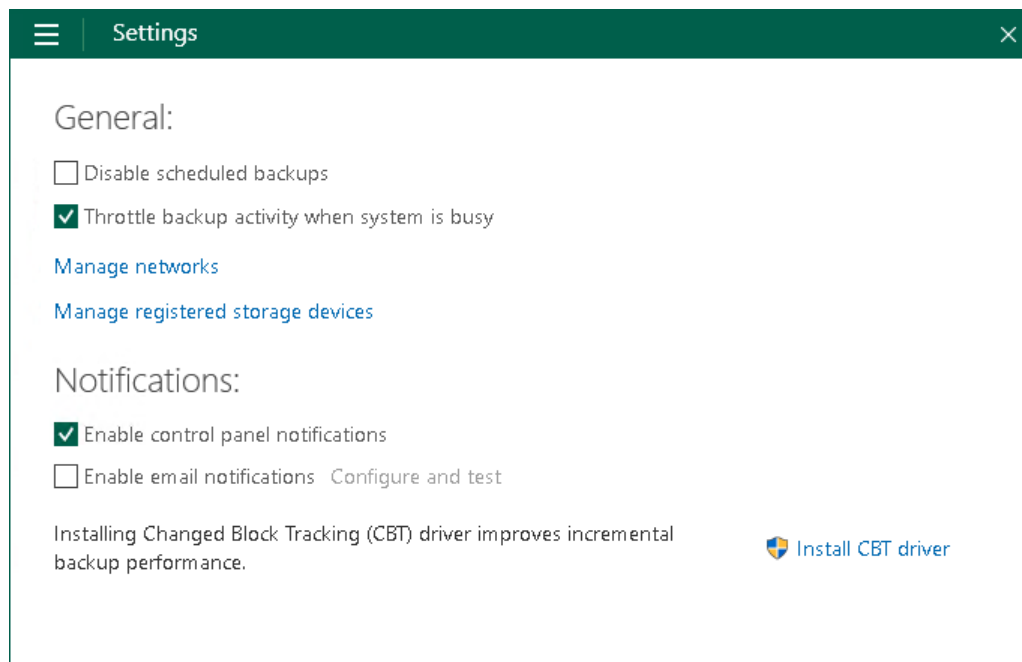 Settings
General:
Disable scheduled backups
Throttle backup activity when system is busy
Manage networks
Manage registered storage devices
Notifications:
Enable control panel notifications
Enable email notifications Configure and test
Installing Changed Block Tracking (CBT) driver improves incremental
backup performance.
Install CBT driver